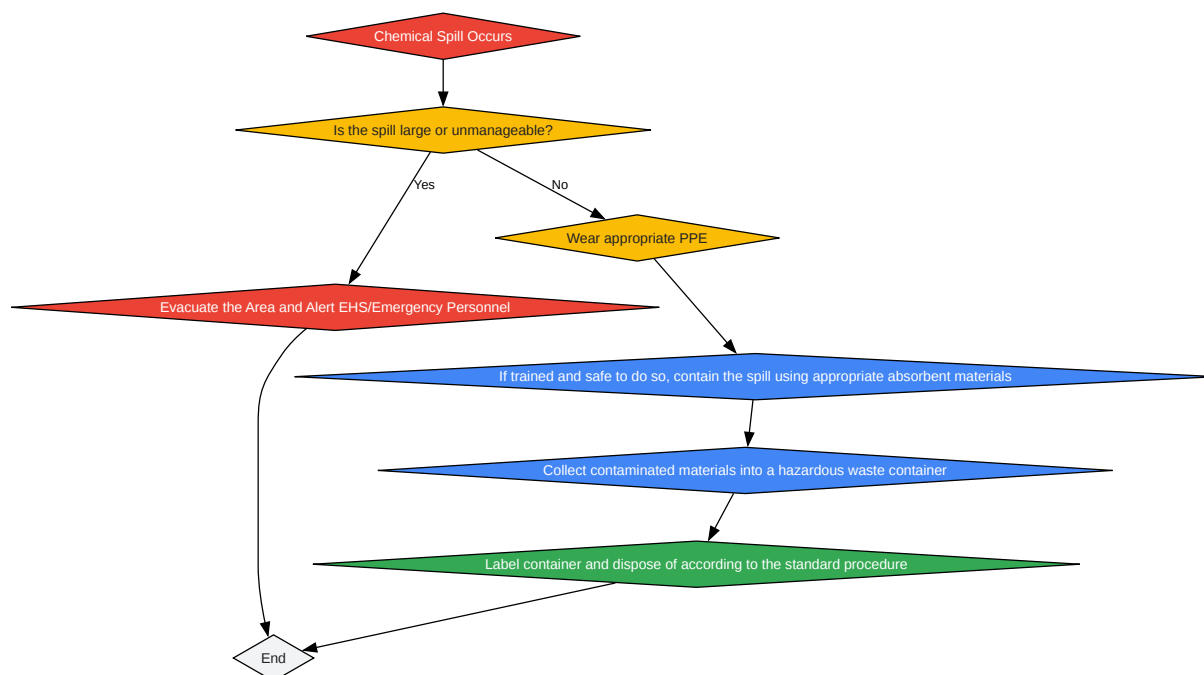 Chemical Spill Occurs
Is the spill large or unmanageable?
Yes
No
Wear appropriate PPE
Evacuate the Area and Alert EHS/Emergency Personnel
If trained and safe to do so, contain the spill using appropriate absorbent materials
Collect contaminated materials into a hazardous waste container
Label container and dispose of according to the standard procedure
End